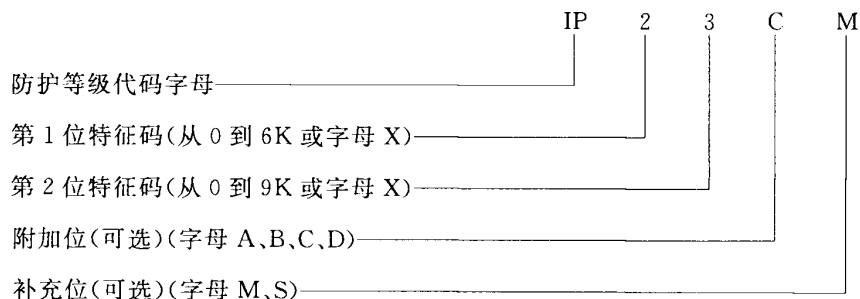 IP 2 3 C M
防护等级代码字母
第 1 位特征码(从 0 到 6K 或字母 X)
第 2 位特征码(从 0 到 9K 或字母 X)
附加位(可选)(字母 A、B、C、D)
补充位(可选)(字母 M、S)